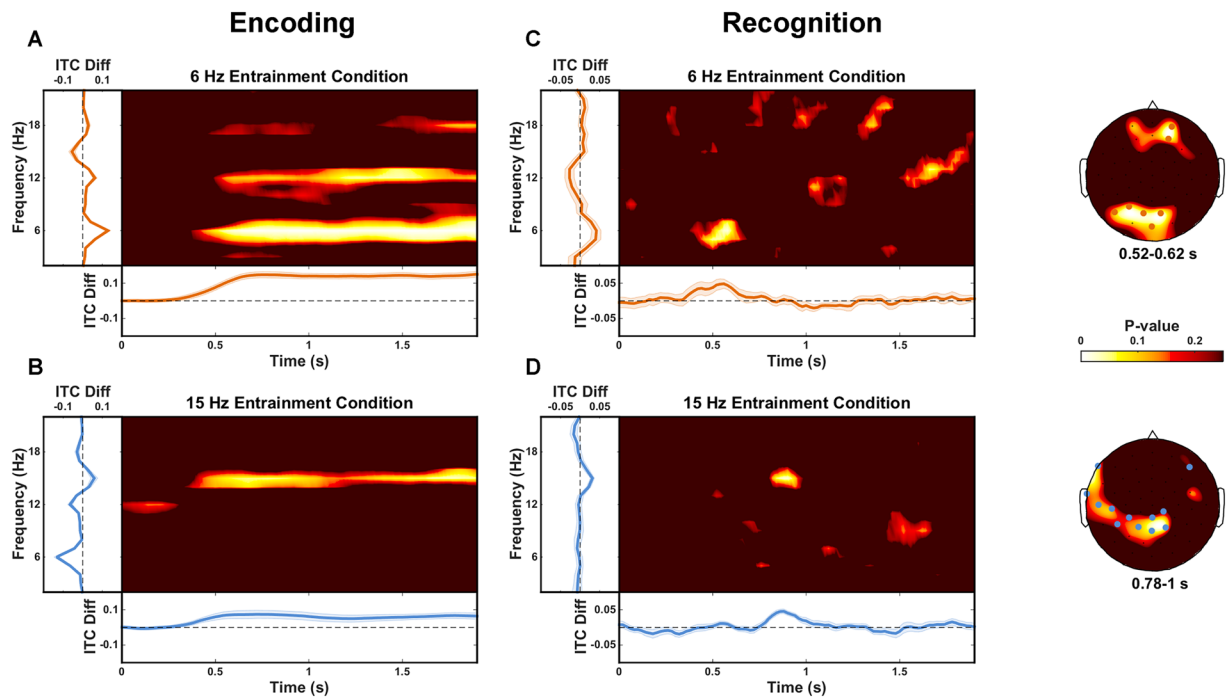 Encoding
Recognition
A
ITC Diff
-0.1 0.1
6 Hz Entrainment Condition
Frequency (Hz)
18
12
6
ITC Diff
0.1
-0.1
0 0.5 1 1.5
Time (s)
C
ITC Diff
-0.05 0.05
6 Hz Entrainment Condition
Frequency (Hz)
18
12
6
ITC Diff
0.05
-0.05
0 0.5 1 1.5
Time (s)
0.52-0.62 s
P-value
0 0.1 0.2
B
ITC Diff
-0.1 0.1
15 Hz Entrainment Condition
Frequency (Hz)
18
12
6
ITC Diff
0.1
-0.1
0 0.5 1 1.5
Time (s)
D
ITC Diff
-0.05 0.05
15 Hz Entrainment Condition
Frequency (Hz)
18
12
6
ITC Diff
0.05
-0.05
0 0.5 1 1.5
Time (s)
0.78-1 s